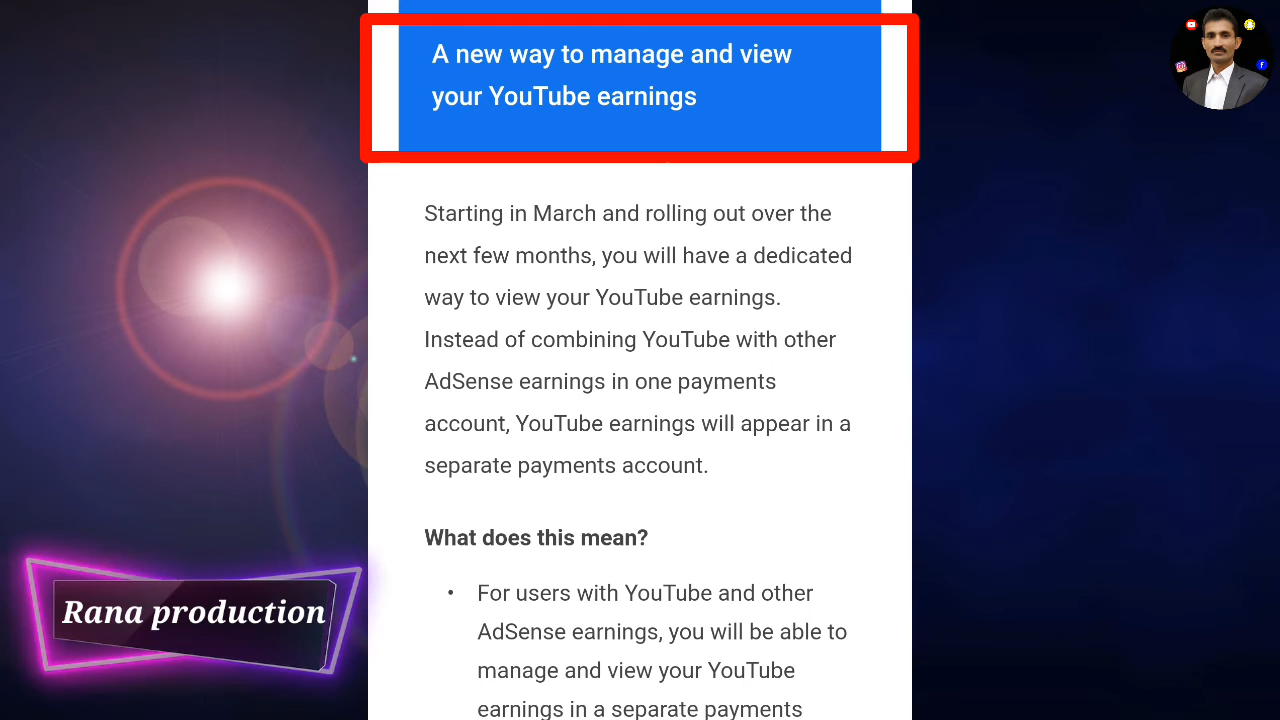 A new way to manage and view
your YouTube earnings
Starting in March and rolling out over the
next few months, you will have a dedicated
way to view your YouTube earnings.
Instead of combining YouTube with other
AdSense earnings in one payments
account, YouTube earnings will appear in a
separate payments account.
What does this mean?
• For users with YouTube and other
AdSense earnings, you will be able to
manage and view your YouTube
earnings in a separate payments
Rana production